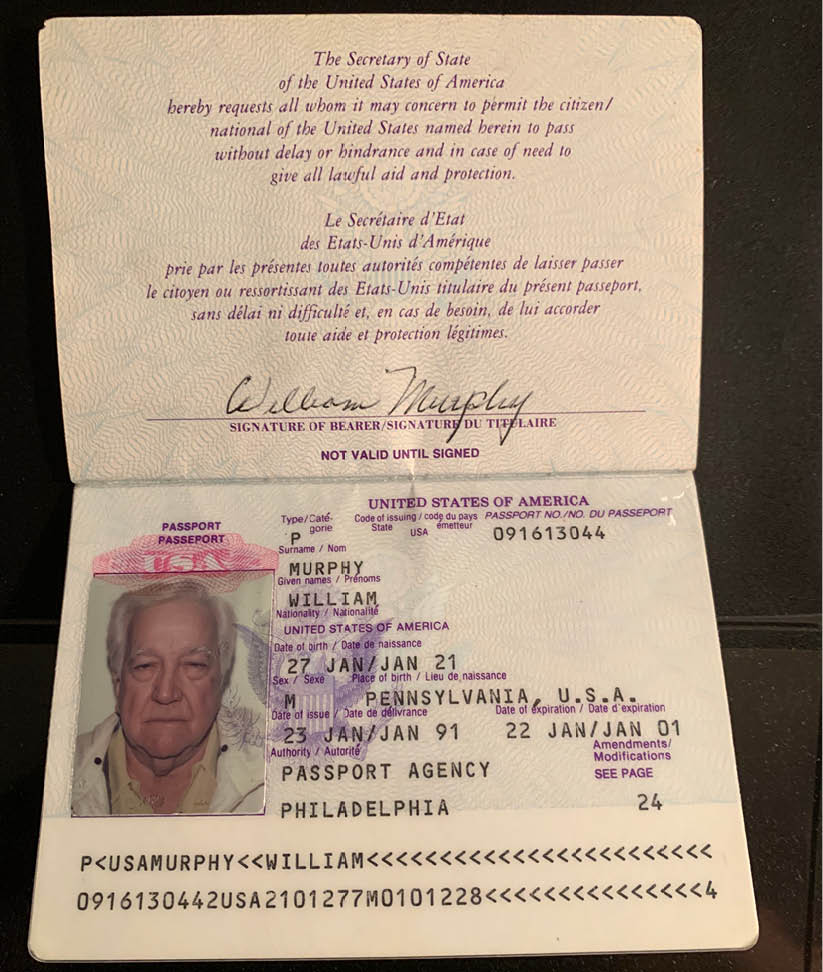 The Secretary of State
of the United States of America
hereby requests all whom it may concern to permit the citizen/
national of the United States named herein to pass
without delay or hindrance and in case of need to
give all lawful aid and protection.
Le Secrétaire d'Etat
des Etats-Unis d'Amérique
prie par les présentes toutes autorités compétentes de laisser passer
le citoyen ou ressortissant des Etats-Unis titulaire du présent passeport,
sans délai ni difficulté et, en cas de besoin, de lui accorder
toute aide et protection légitimes.
William Murphy
SIGNATURE OF BEARER/SIGNATURE DU TITULAIRE
NOT VALID UNTIL SIGNED
UNITED STATES OF AMERICA
PASSPORT
PASSEPORT
USA
Type/Caté-
gorie
Code of issuing / code du pays
State émetteur
PASSPORT NO./NO. DU PASSEPORT
P USA 091613044
Surname / Nom
MURPHY
Given names / Prénoms
WILLIAM
Nationality / Nationalité
UNITED STATES OF AMERICA
Date of birth / Date de naissance
27 JAN/JAN 21
Sex / Sexe Place of birth / Lieu de naissance
M PENNSYLVANIA, U.S.A.
Date of issue / Date de délivrance Date of expiration / Date d'expiration
23 JAN/JAN 91 22 JAN/JAN 01
Authority / Autorité Amendments/
Modifications
PASSPORT AGENCY SEE PAGE
PHILADELPHIA 24
P<USAMURPHY<<WILLIAM<<<<<<<<<<<<<<<<<<<<<<<<
0916130442USA2101277M0101228<<<<<<<<<<<<<<<4